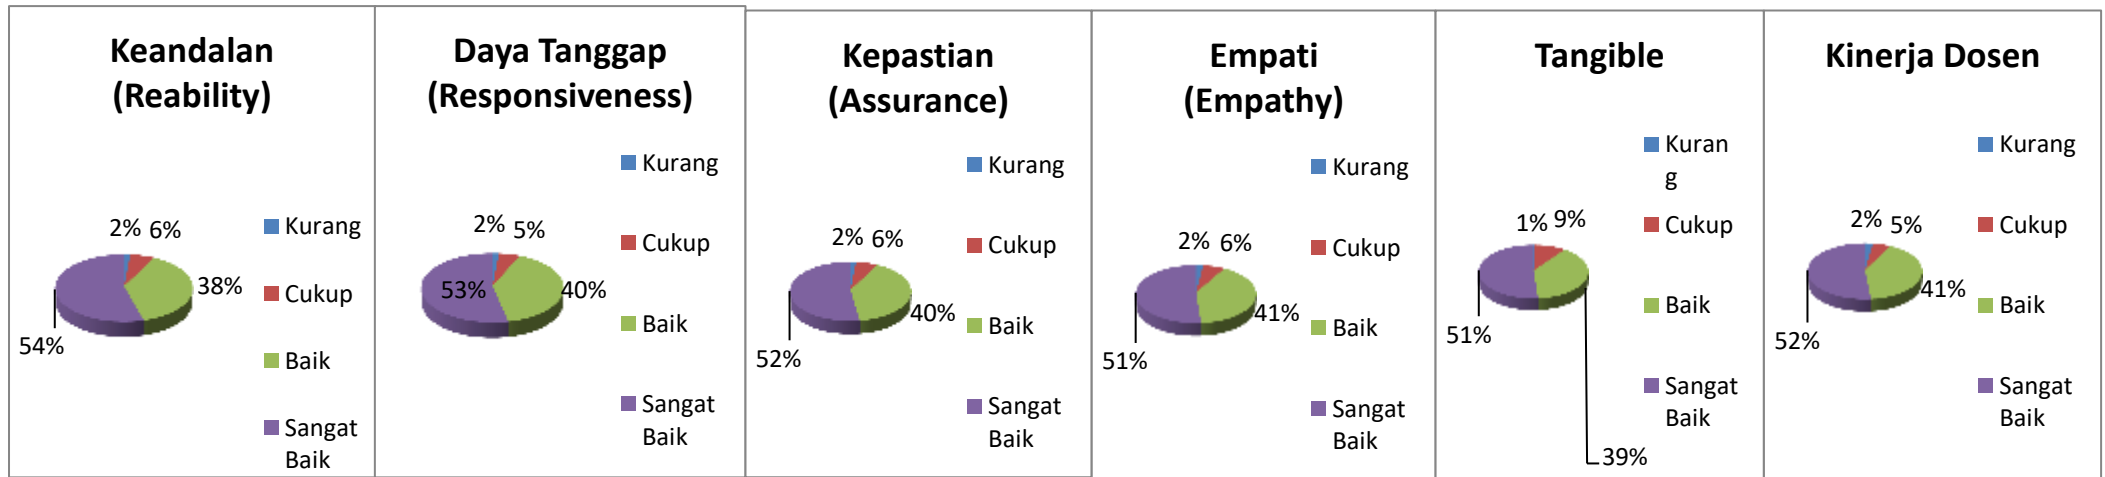 Keandalan
(Reability)
2% 6%
38%
54%
Kurang
Cukup
Baik
Sangat
Baik
Daya Tanggap
(Responsiveness)
2% 5%
53%
40%
Kurang
Cukup
Baik
Sangat
Baik
Kepastian
(Assurance)
2% 6%
40%
52%
Kurang
Cukup
Baik
Sangat
Baik
Empati
(Empathy)
2% 6%
41%
51%
Kurang
Cukup
Baik
Sangat
Baik
Tangible
1% 9%
51%
39%
Kuran
g
Cukup
Baik
Sangat
Baik
Kinerja Dosen
2% 5%
41%
52%
Kurang
Cukup
Baik
Sangat
Baik